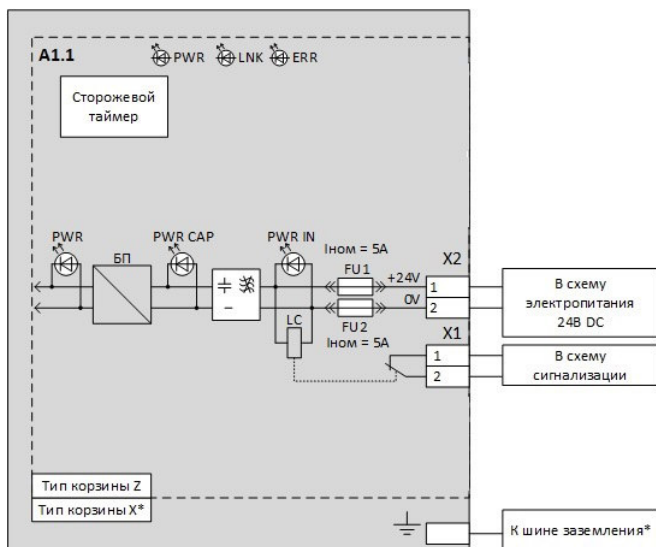 A1.1
PWR
LNK
ERR
Сторожевой
таймер
PWR
БП
PWR CAP
PWR IN
Iном = 5А
FU1
+24V
X2
1
0V
2
В схему
электропитания
24В DC
LC
FU2
Iном = 5А
X1
1
2
В схему
сигнализации
Тип корзины Z
Тип корзины X*
К шине заземления*